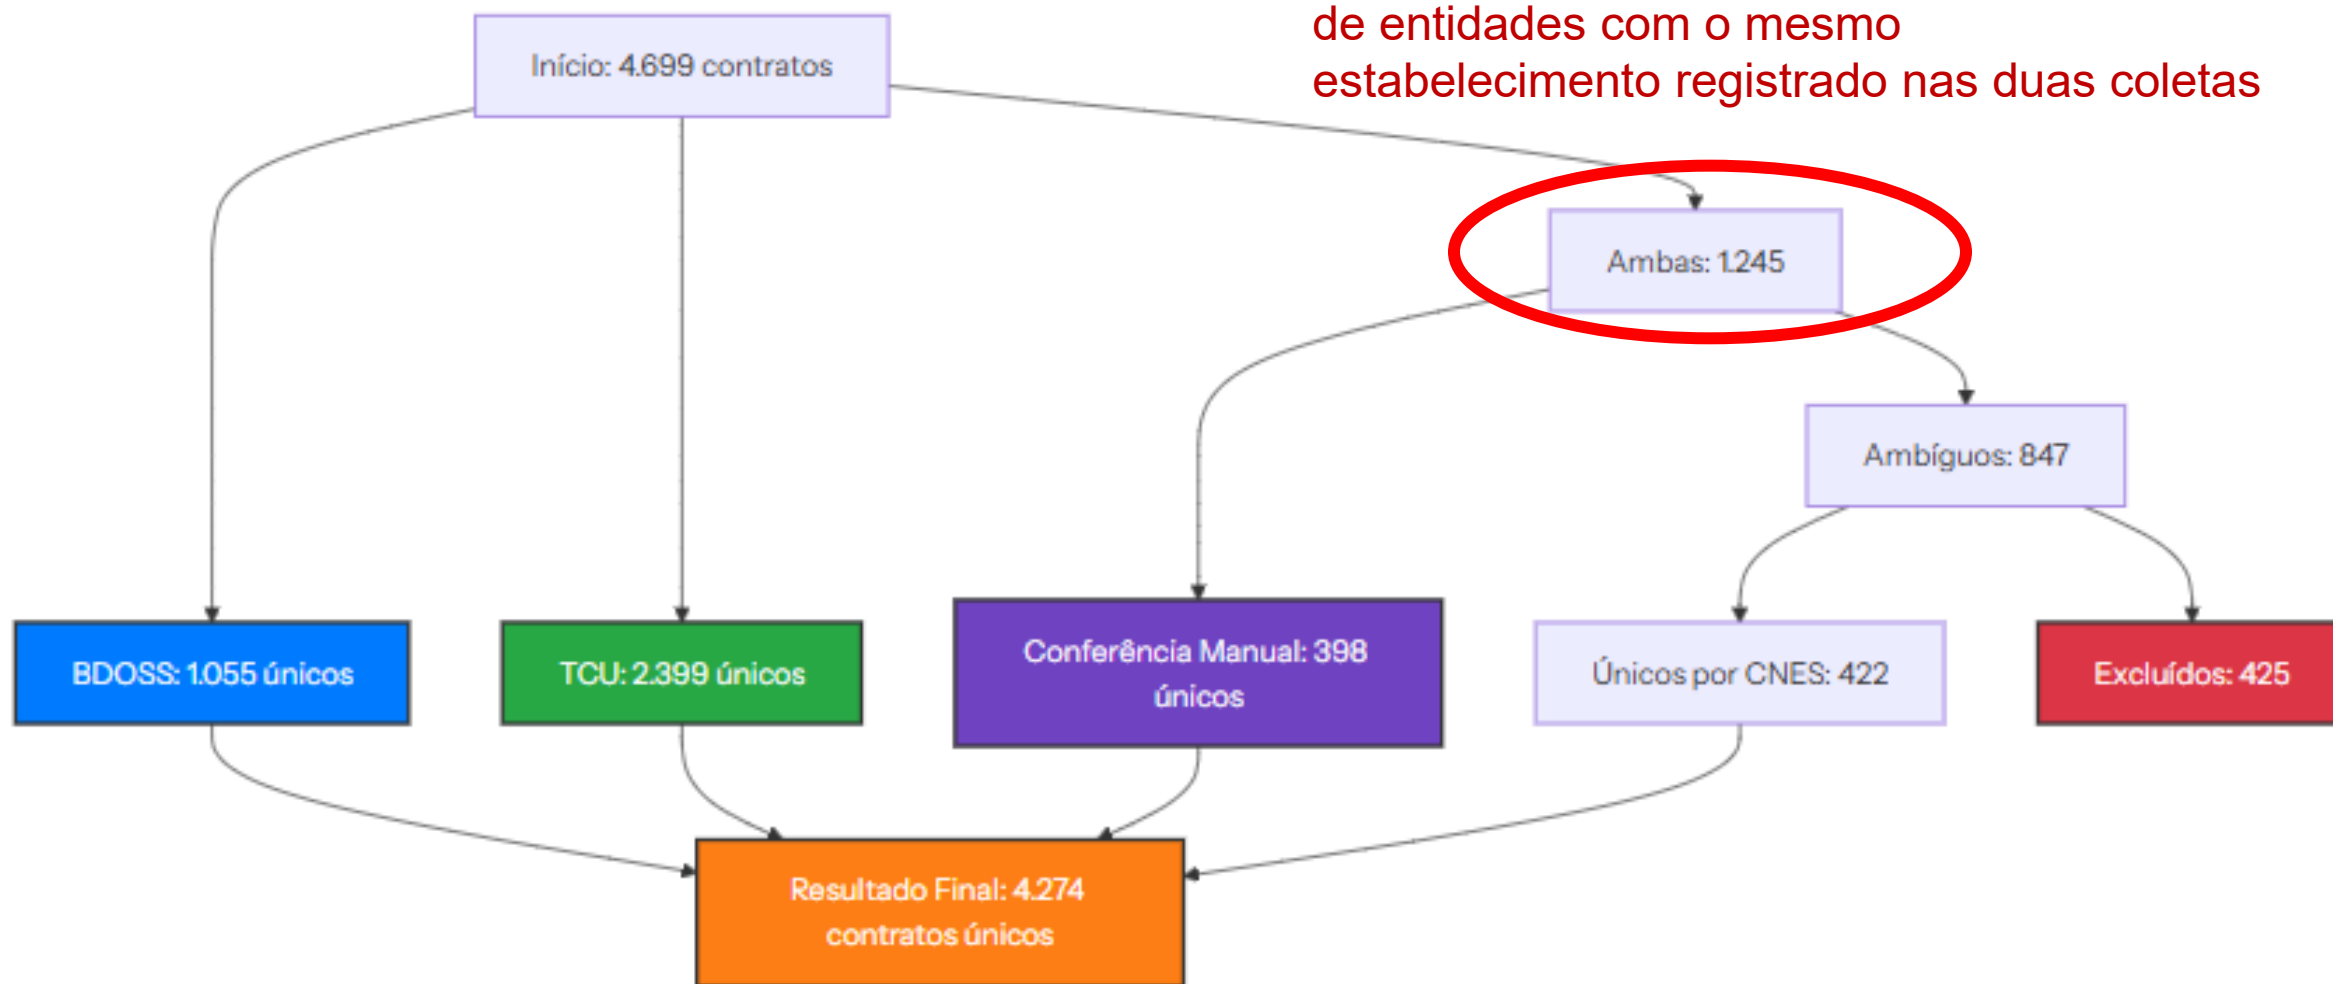 de entidades com o mesmo
estabelecimento registrado nas duas coletas
Início: 4.699 contratos
Ambas: 1.245
Ambíguos: 847
BDOSS: 1.055 únicos
TCU: 2.399 únicos
Conferência Manual: 398
únicos
Únicos por CNES: 422
Excluídos: 425
Resultado Final: 4.274
contratos únicos